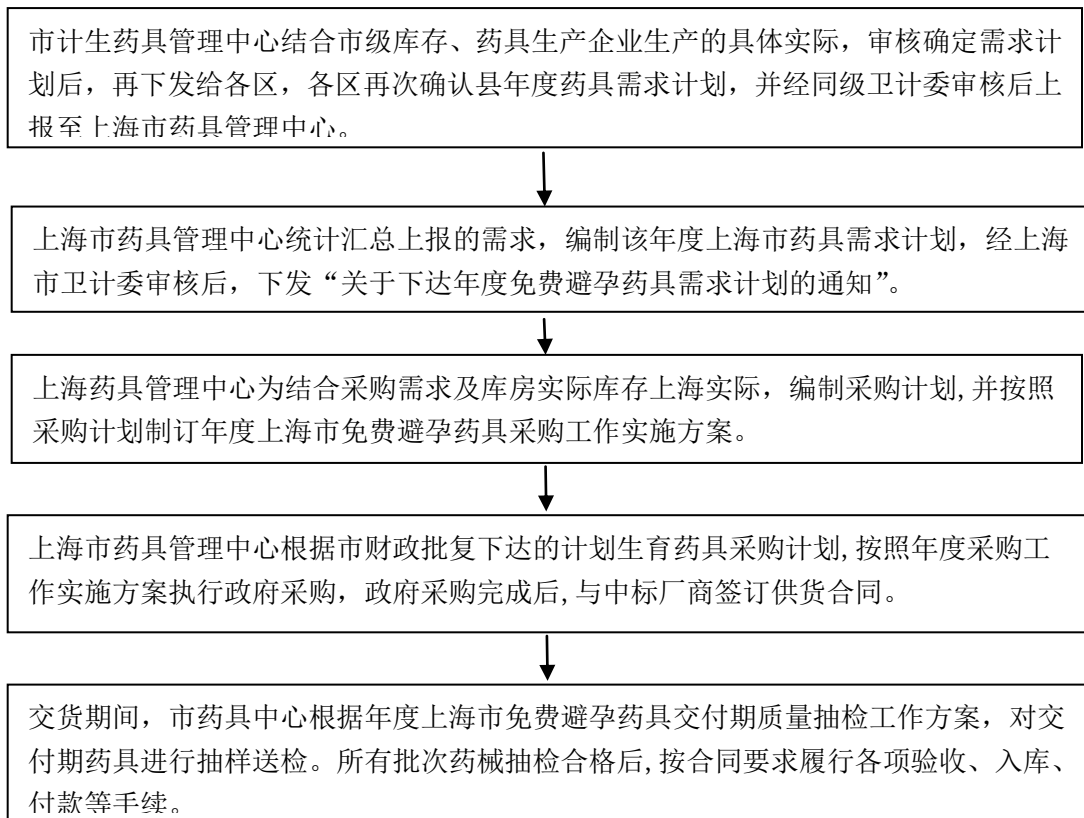 市计生药具管理中心结合市级库存、药具生产企业生产的具体实际，审核确定需求计
划后，再下发给各区，各区再次确认县年度药具需求计划，并经同级卫计委审核后上
报至上海市药具管理中心。
上海市药具管理中心统计汇总上报的需求，编制该年度上海市药具需求计划，经上海
市卫计委审核后，下发“关于下达年度免费避孕药具需求计划的通知”。
上海药具管理中心为结合采购需求及库房实际库存上海实际，编制采购计划,并按照
采购计划制订年度上海市免费避孕药具采购工作实施方案。
上海市药具管理中心根据市财政批复下达的计划生育药具采购计划,按照年度采购工
作实施方案执行政府采购，政府采购完成后,与中标厂商签订供货合同。
交货期间，市药具中心根据年度上海市免费避孕药具交付期质量抽检工作方案，对交
付期药具进行抽样送检。所有批次药械抽检合格后,按合同要求履行各项验收、入库、
付款等手续。